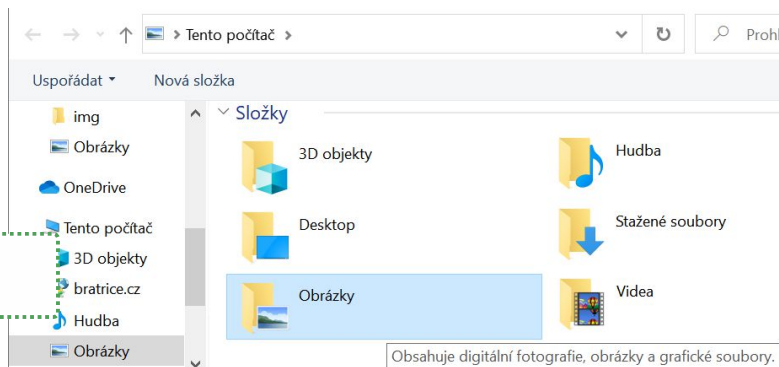 Tento počítač
Uspořádat
Nová složka
img
Obrázky
OneDrive
Tento počítač
3D objekty
bratrice.cz
Hudba
Obrázky
Složky
3D objekty
Hudba
Desktop
Stažené soubory
Obrázky
Videa
Obsahuje digitální fotografie, obrázky a grafické soubory.